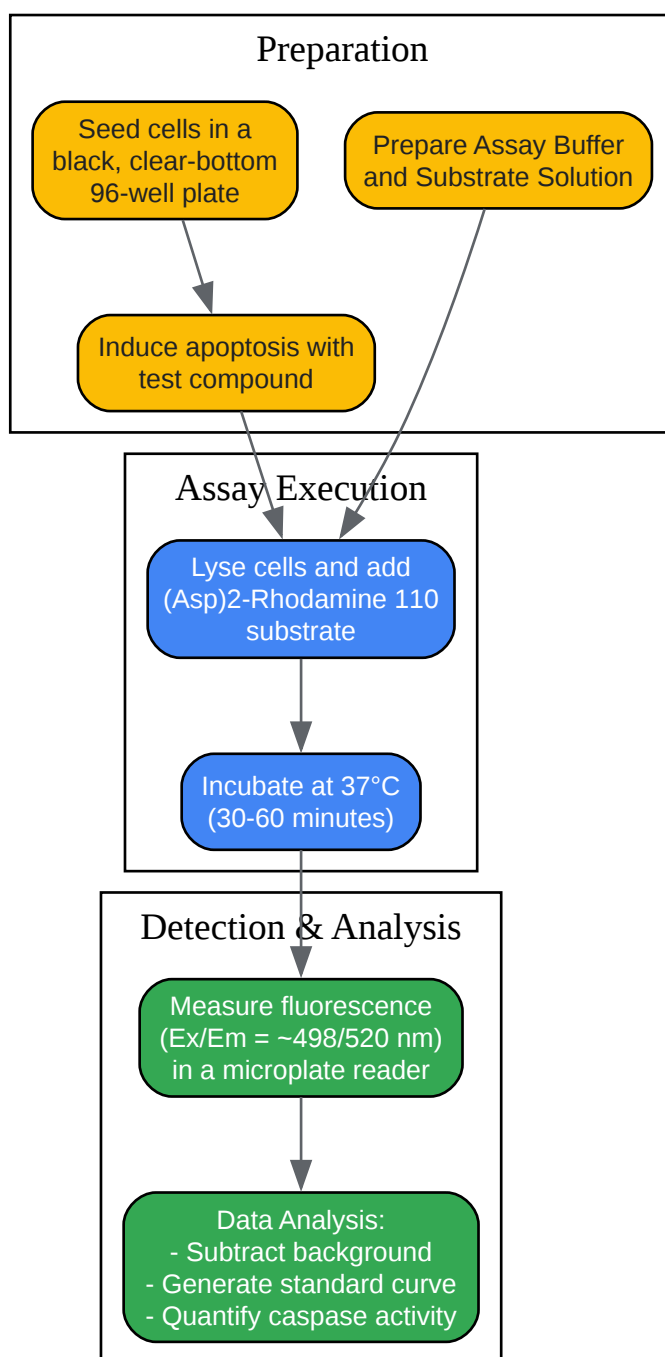 Preparation
Seed cells in a
black, clear-bottom
96-well plate
Prepare Assay Buffer
and Substrate Solution
Induce apoptosis with
test compound
Assay Execution
Lyse cells and add
(Asp)2-Rhodamine 110
substrate
Incubate at 37°C
(30-60 minutes)
Detection & Analysis
Measure fluorescence
(Ex/Em = ~498/520 nm)
in a microplate reader
Data Analysis:
- Subtract background
- Generate standard curve
- Quantify caspase activity